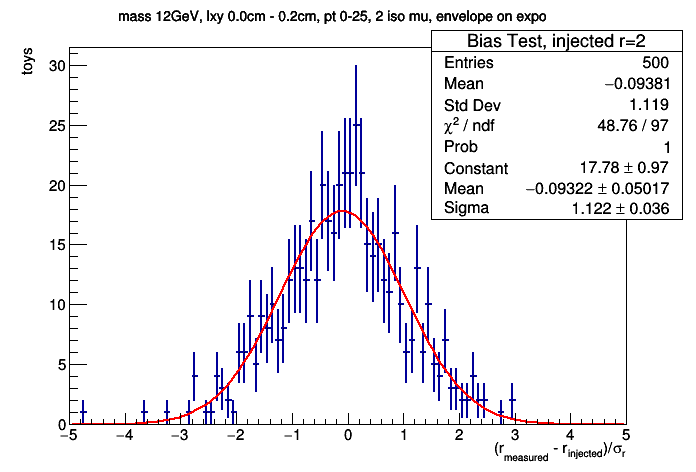 mass 12GeV, lxy 0.0cm - 0.2cm, pt 0-25, 2 iso mu, envelope on expo
Bias Test, injected r=2
Entries 500
Mean −0.09381
Std Dev 1.119
χ² / ndf 48.76 / 97
Prob 1
Constant 17.78 ± 0.97
Mean −0.09322 ± 0.05017
Sigma 1.122 ± 0.036
toys
30
25
20
15
10
5
0
−5 −4 −3 −2 −1 0 1 2 3 4 5
(r_measured - r_injected)/σ_r